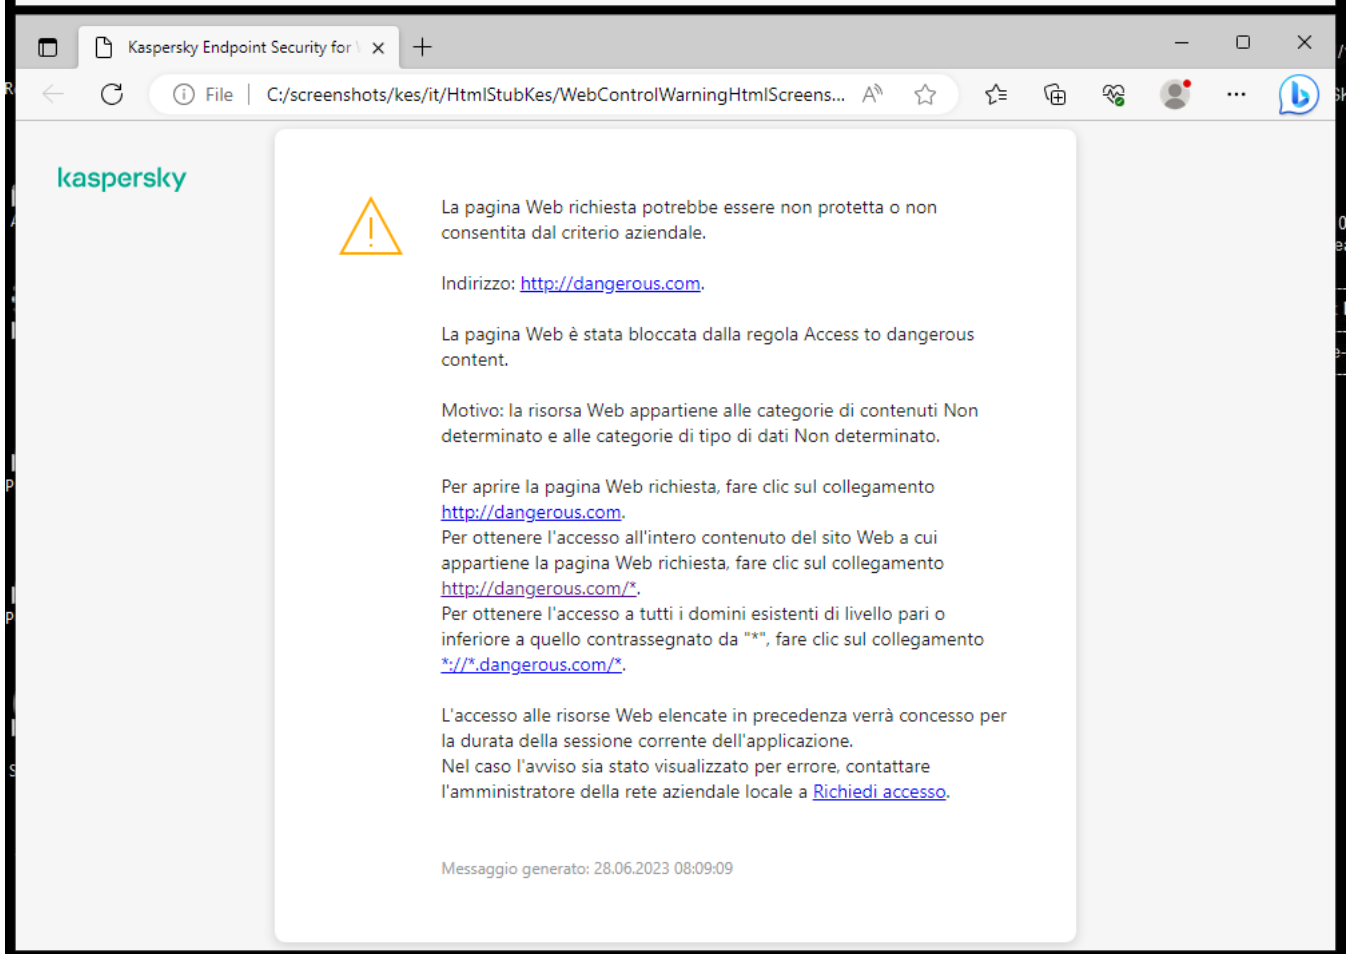 Kaspersky Endpoint Security for
File
C:/screenshots/kes/it/HtmlStubKes/WebControlWarningHtmlScreens...
kaspersky
La pagina Web richiesta potrebbe essere non protetta o non
consentita dal criterio aziendale.
Indirizzo: http://dangerous.com.
La pagina Web è stata bloccata dalla regola Access to dangerous
content.
Motivo: la risorsa Web appartiene alle categorie di contenuti Non
determinato e alle categorie di tipo di dati Non determinato.
Per aprire la pagina Web richiesta, fare clic sul collegamento
http://dangerous.com.
Per ottenere l'accesso all'intero contenuto del sito Web a cui
appartiene la pagina Web richiesta, fare clic sul collegamento
http://dangerous.com/*.
Per ottenere l'accesso a tutti i domini esistenti di livello pari o
inferiore a quello contrassegnato da "*", fare clic sul collegamento
*://*.dangerous.com/*.
L'accesso alle risorse Web elencate in precedenza verrà concesso per
la durata della sessione corrente dell'applicazione.
Nel caso l'avviso sia stato visualizzato per errore, contattare
l'amministratore della rete aziendale locale a Richiedi accesso.
Messaggio generato: 28.06.2023 08:09:09